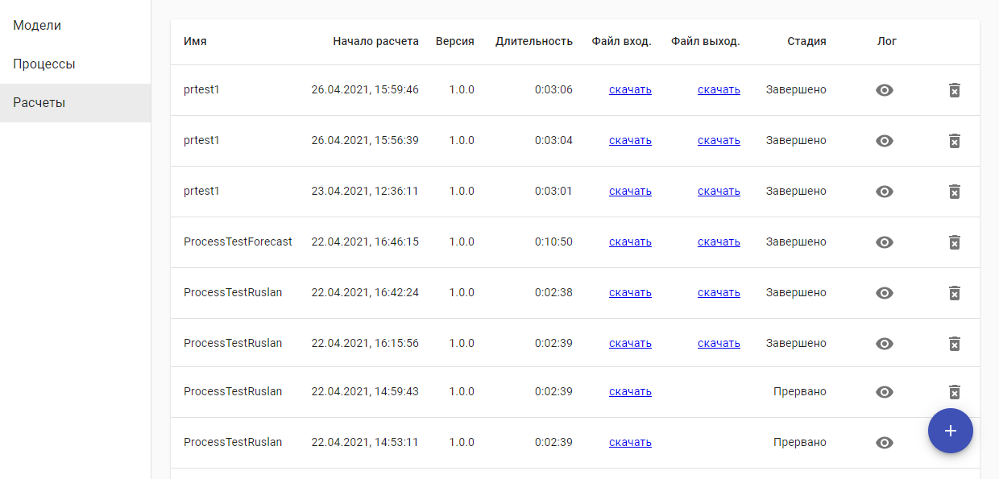 Модели
Процессы
Расчеты
Имя Начало расчета Версия Длительность Файл вход. Файл выход. Стадия Лог
prtest1 26.04.2021, 15:59:46 1.0.0 0:03:06 скачать скачать Завершено
prtest1 26.04.2021, 15:56:39 1.0.0 0:03:04 скачать скачать Завершено
prtest1 23.04.2021, 12:36:11 1.0.0 0:03:01 скачать скачать Завершено
ProcessTestForecast 22.04.2021, 16:46:15 1.0.0 0:10:50 скачать скачать Завершено
ProcessTestRuslan 22.04.2021, 16:42:24 1.0.0 0:02:38 скачать скачать Завершено
ProcessTestRuslan 22.04.2021, 16:15:56 1.0.0 0:02:39 скачать скачать Завершено
ProcessTestRuslan 22.04.2021, 14:59:43 1.0.0 0:02:39 скачать Прервано
ProcessTestRuslan 22.04.2021, 14:53:11 1.0.0 0:02:39 скачать Прервано